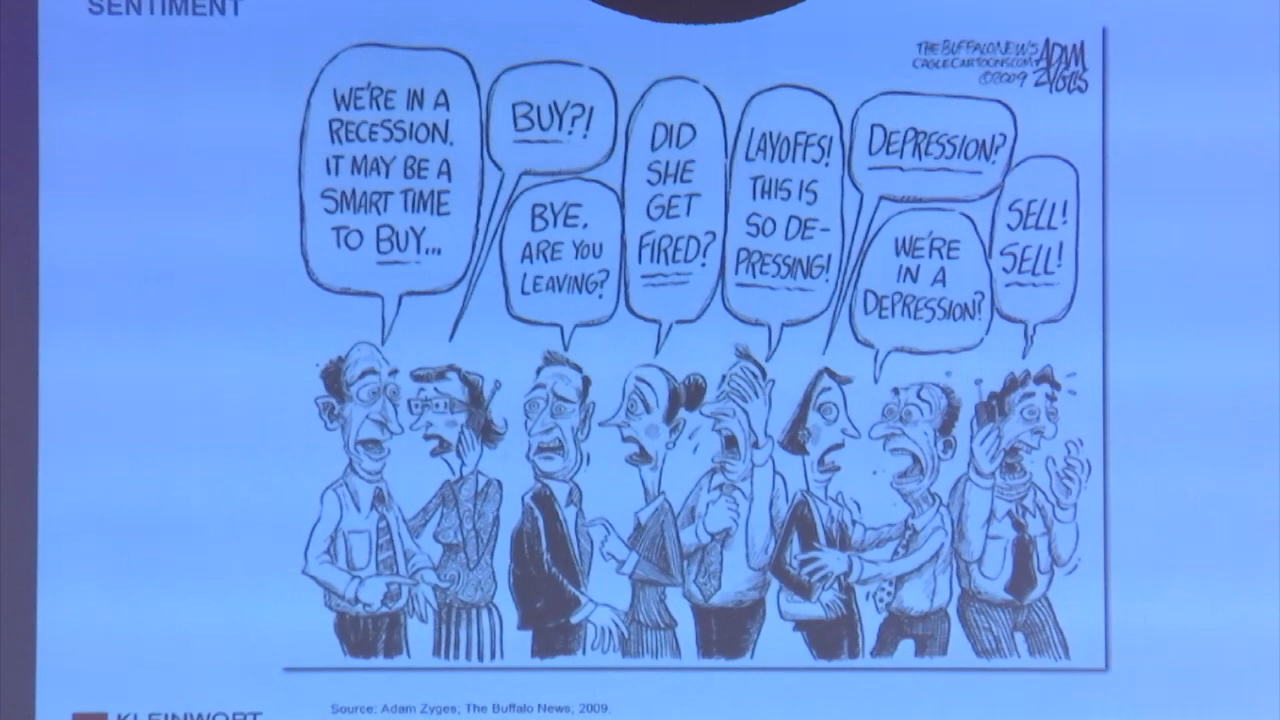 SENTIMENT
THE BUFFALO NEWS
CAGLECARTOONS.COM
©2009
ADAM
ZYGLIS
WE'RE IN A
RECESSION.
IT MAY BE A
SMART TIME
TO BUY...
BUY?!
BYE.
ARE YOU
LEAVING?
DID
SHE
GET
FIRED?
LAYOFFS!
THIS IS
SO DE-
PRESSING!
DEPRESSION?
WE'RE
IN A
DEPRESSION?
SELL!
SELL!
KLEINWORT
Source: Adam Zyges; The Buffalo News, 2009.